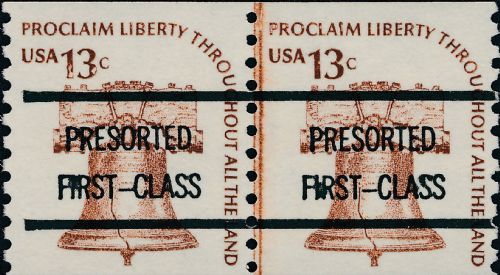 PROCLAIM LIBERTY THROUGHOUT ALL THE LAND
USA 13c
PRESORTED
FIRST-CLASS
PROCLAIM LIBERTY THROUGHOUT ALL THE LAND
USA 13c
PRESORTED
FIRST-CLASS